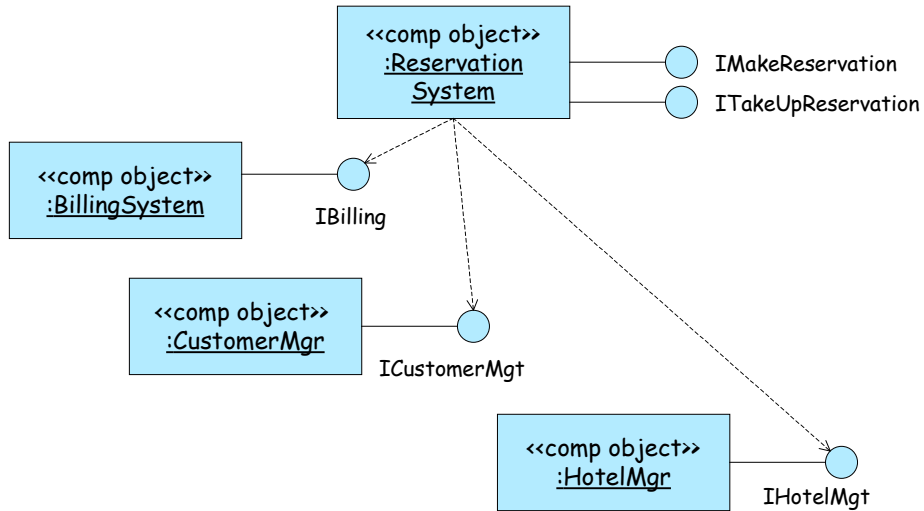 <<comp object>>
:Reservation
System
IMakeReservation
ITakeUpReservation
<<comp object>>
:BillingSystem
IBilling
<<comp object>>
:CustomerMgr
ICustomerMgt
<<comp object>>
:HotelMgr
IHotelMgt